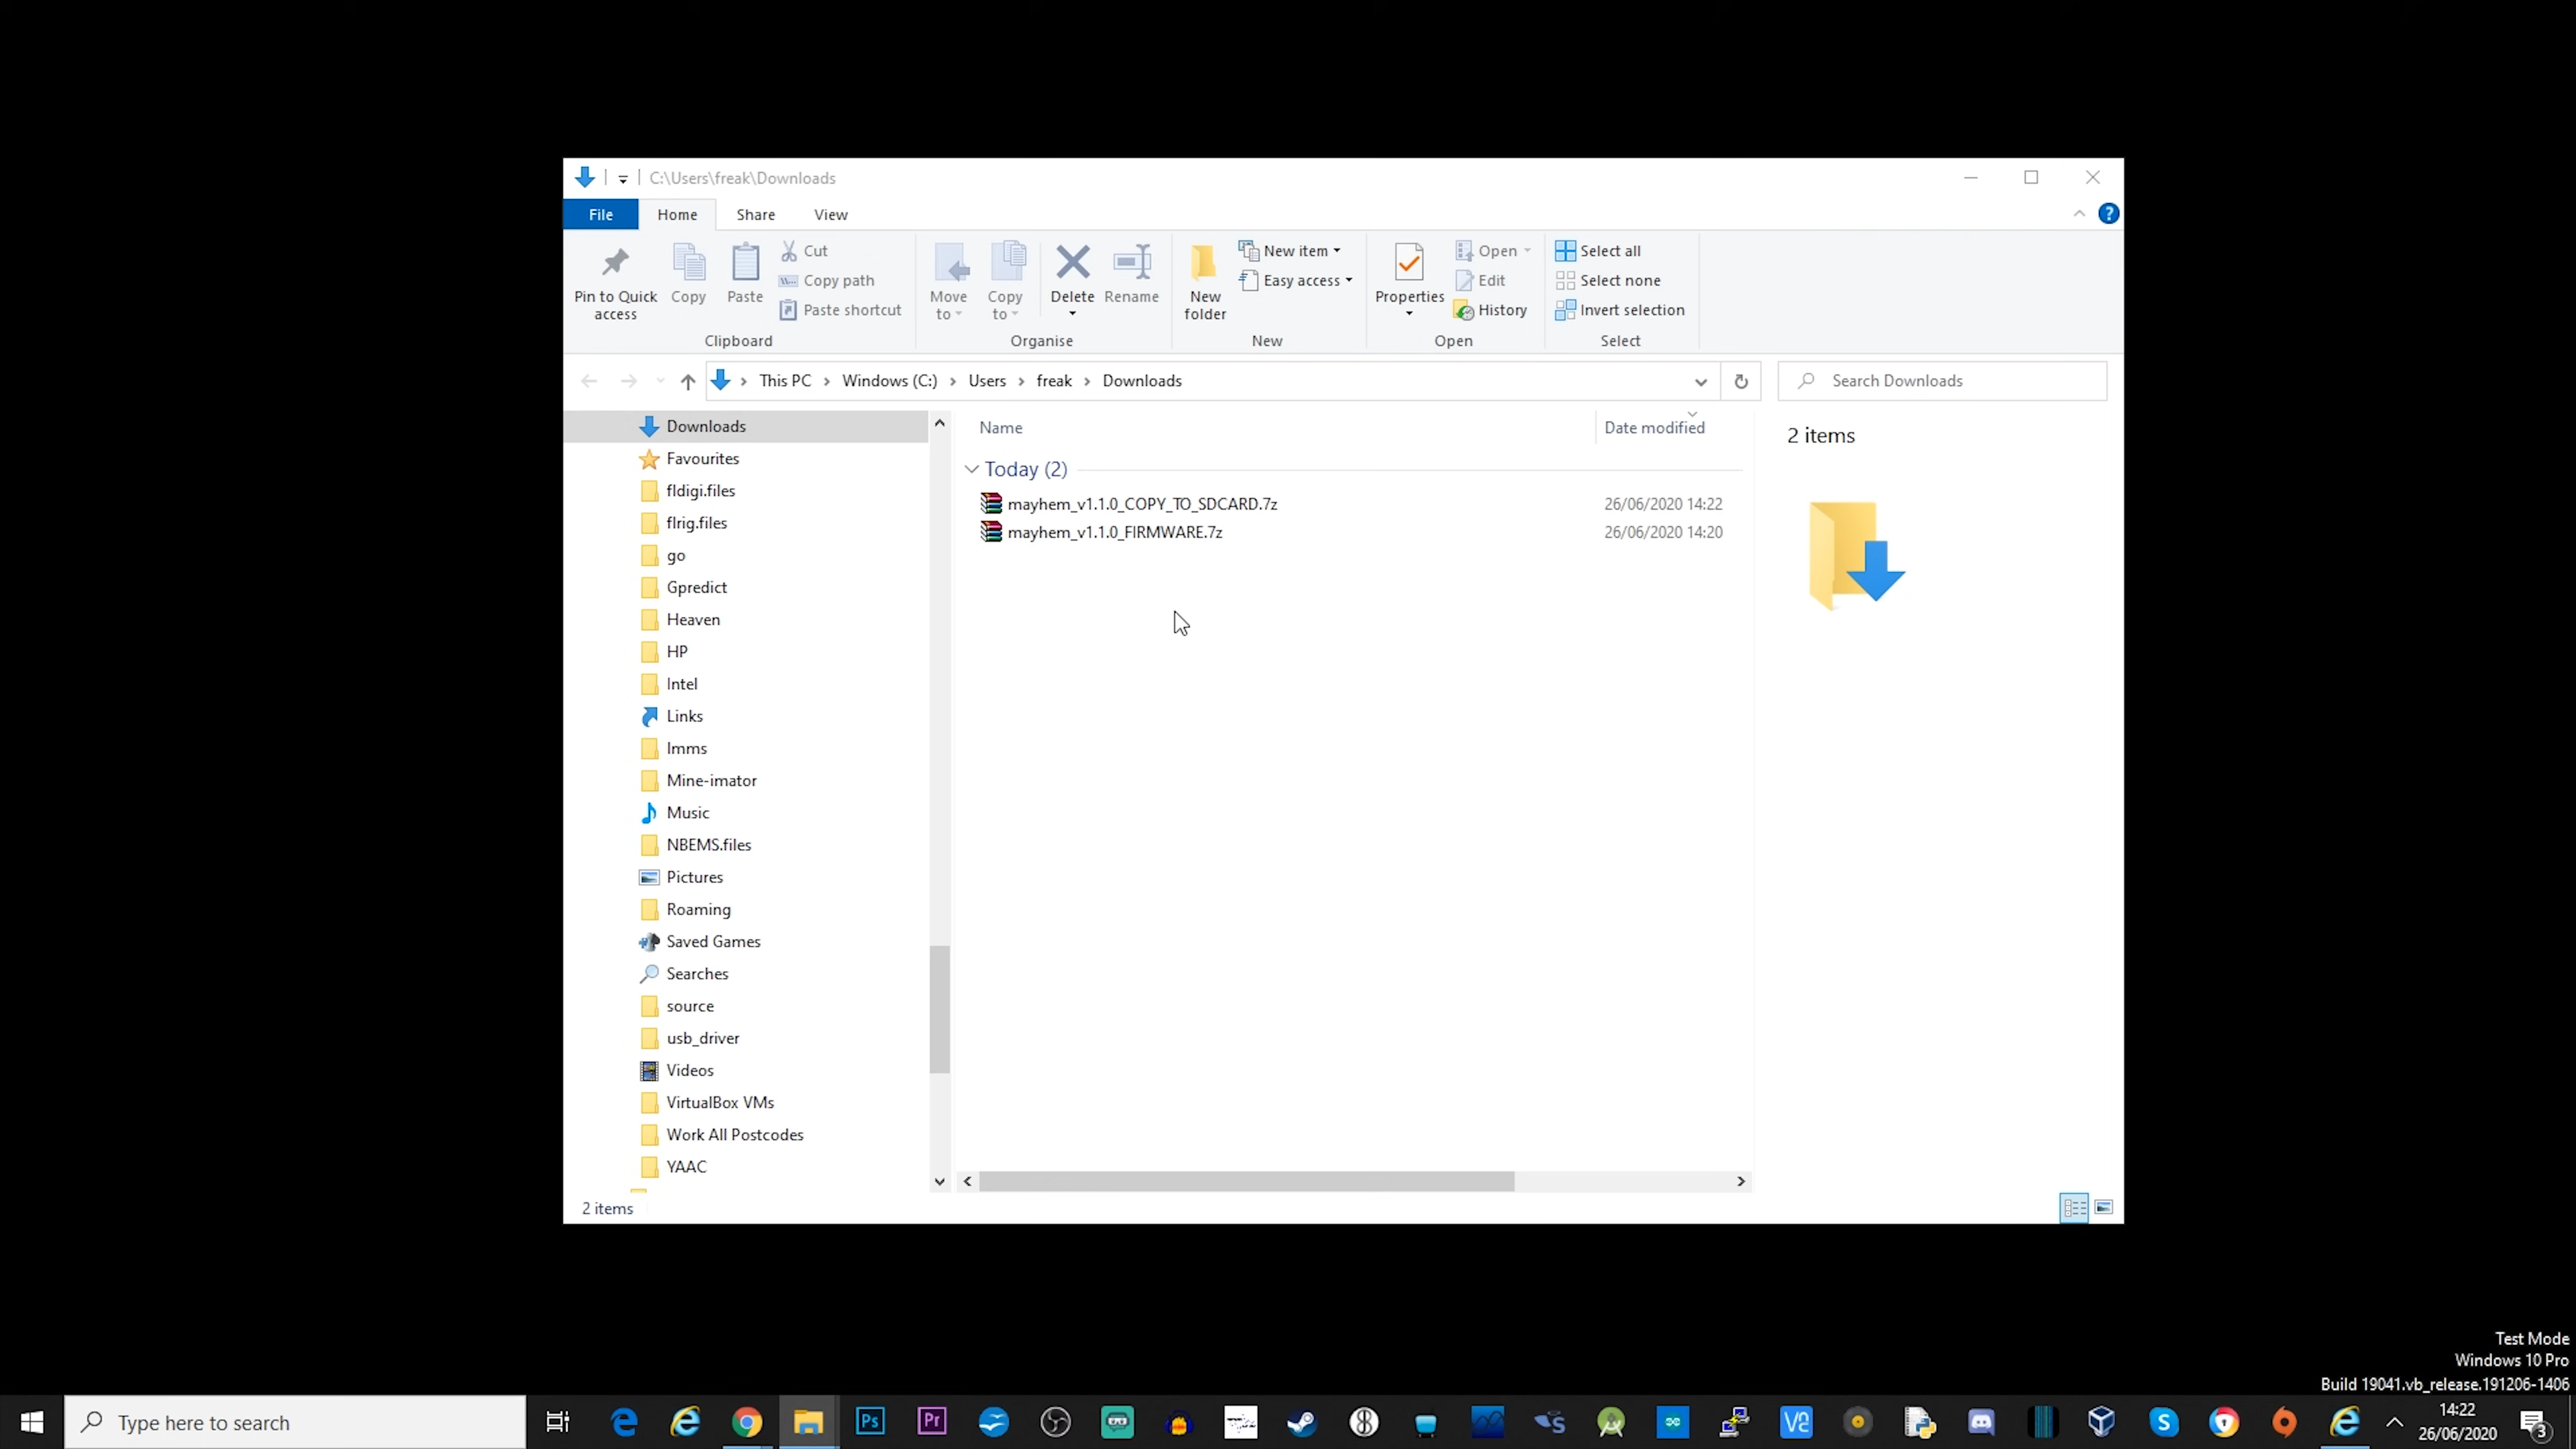 C:\Users\freak\Downloads
File Home Share View
Pin to Quick access
Copy
Paste
Cut
Copy path
Paste shortcut
Clipboard
Move to
Copy to
Delete
Rename
Organise
New folder
New item
Easy access
New
Properties
Open
Edit
History
Open
Select all
Select none
Invert selection
Select
This PC > Windows (C:) > Users > freak > Downloads
Search Downloads
Downloads
Favourites
fldigi.files
flrig.files
go
Gpredict
Heaven
HP
Intel
Links
lmms
Mine-imator
Music
NBEMS.files
Pictures
Roaming
Saved Games
Searches
source
usb_driver
Videos
VirtualBox VMs
Work All Postcodes
YAAC
Name Date modified
Today (2)
mayhem_v1.1.0_COPY_TO_SDCARD.7z 26/06/2020 14:22
mayhem_v1.1.0_FIRMWARE.7z 26/06/2020 14:20
2 items
2 items
Test Mode
Windows 10 Pro
Build 19041.vb_release.191206-1406
Type here to search
Ps
Pr
14:22
26/06/2020
3